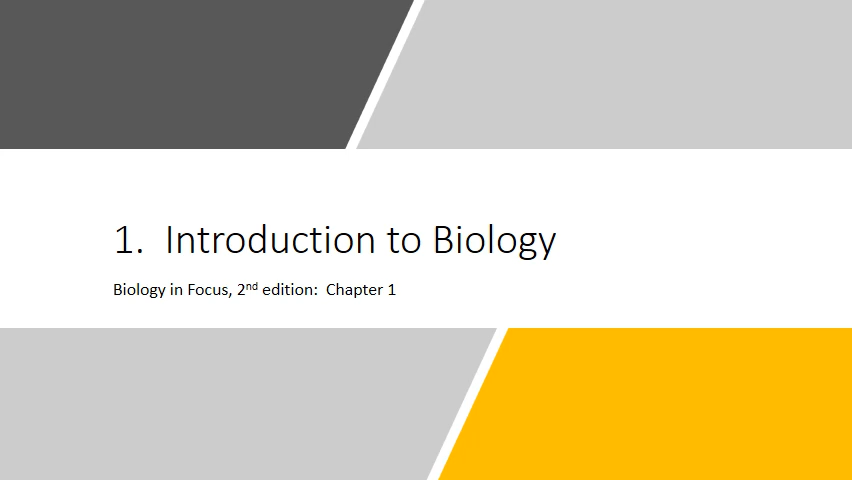 1.  Introduction to Biology
Biology in Focus, 2nd edition:  Chapter 1